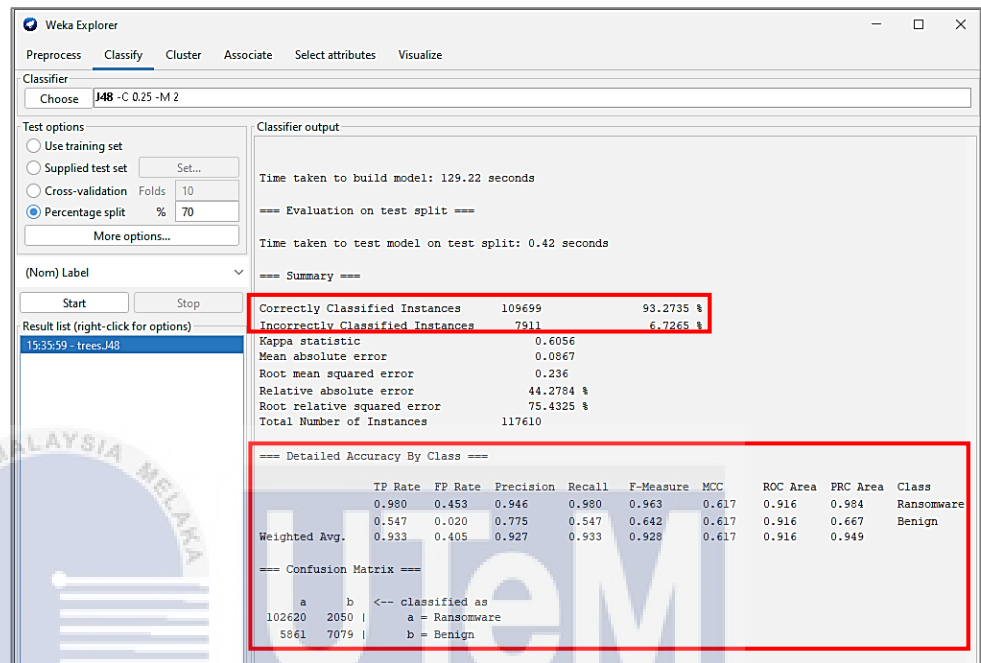 Weka Explorer
Preprocess Classify Cluster Associate Select attributes Visualize
Classifier
Choose J48 -C 0.25 -M 2
Test options
Use training set
Supplied test set Set...
Cross-validation Folds 10
Percentage split % 70
More options...
(Nom) Label
Start Stop
Result list (right-click for options)
15:35:59 - trees.J48
Classifier output
Time taken to build model: 129.22 seconds
=== Evaluation on test split ===
Time taken to test model on test split: 0.42 seconds
=== Summary ===
Correctly Classified Instances 109699 93.2735 %
Incorrectly Classified Instances 7911 6.7265 %
Kappa statistic 0.6056
Mean absolute error 0.0867
Root mean squared error 0.236
Relative absolute error 44.2784 %
Root relative squared error 75.4325 %
Total Number of Instances 117610
=== Detailed Accuracy By Class ===
TP Rate FP Rate Precision Recall F-Measure MCC ROC Area PRC Area Class
0.980 0.453 0.946 0.980 0.963 0.617 0.916 0.984 Ransomware
0.547 0.020 0.775 0.547 0.642 0.617 0.916 0.667 Benign
Weighted Avg. 0.933 0.405 0.927 0.933 0.928 0.617 0.916 0.949
=== Confusion Matrix ===
a b <-- classified as
102620 2050 | a = Ransomware
5861 7079 | b = Benign
ALAYSIA MELAKA
UTeM